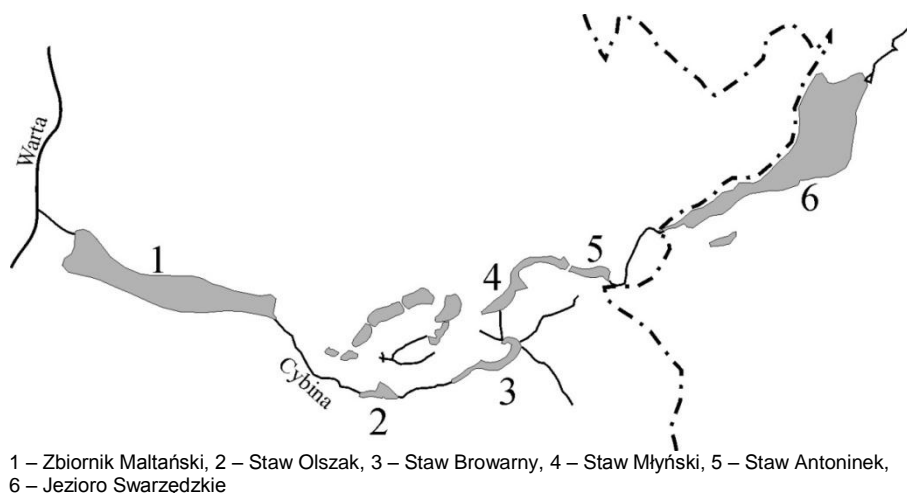 Warta
1
Cybina
2
3
4
5
6
1 – Zbiornik Maltański, 2 – Staw Olszak, 3 – Staw Browarny, 4 – Staw Młyński, 5 – Staw Antoninek,
6 – Jezioro Swarzędzkie